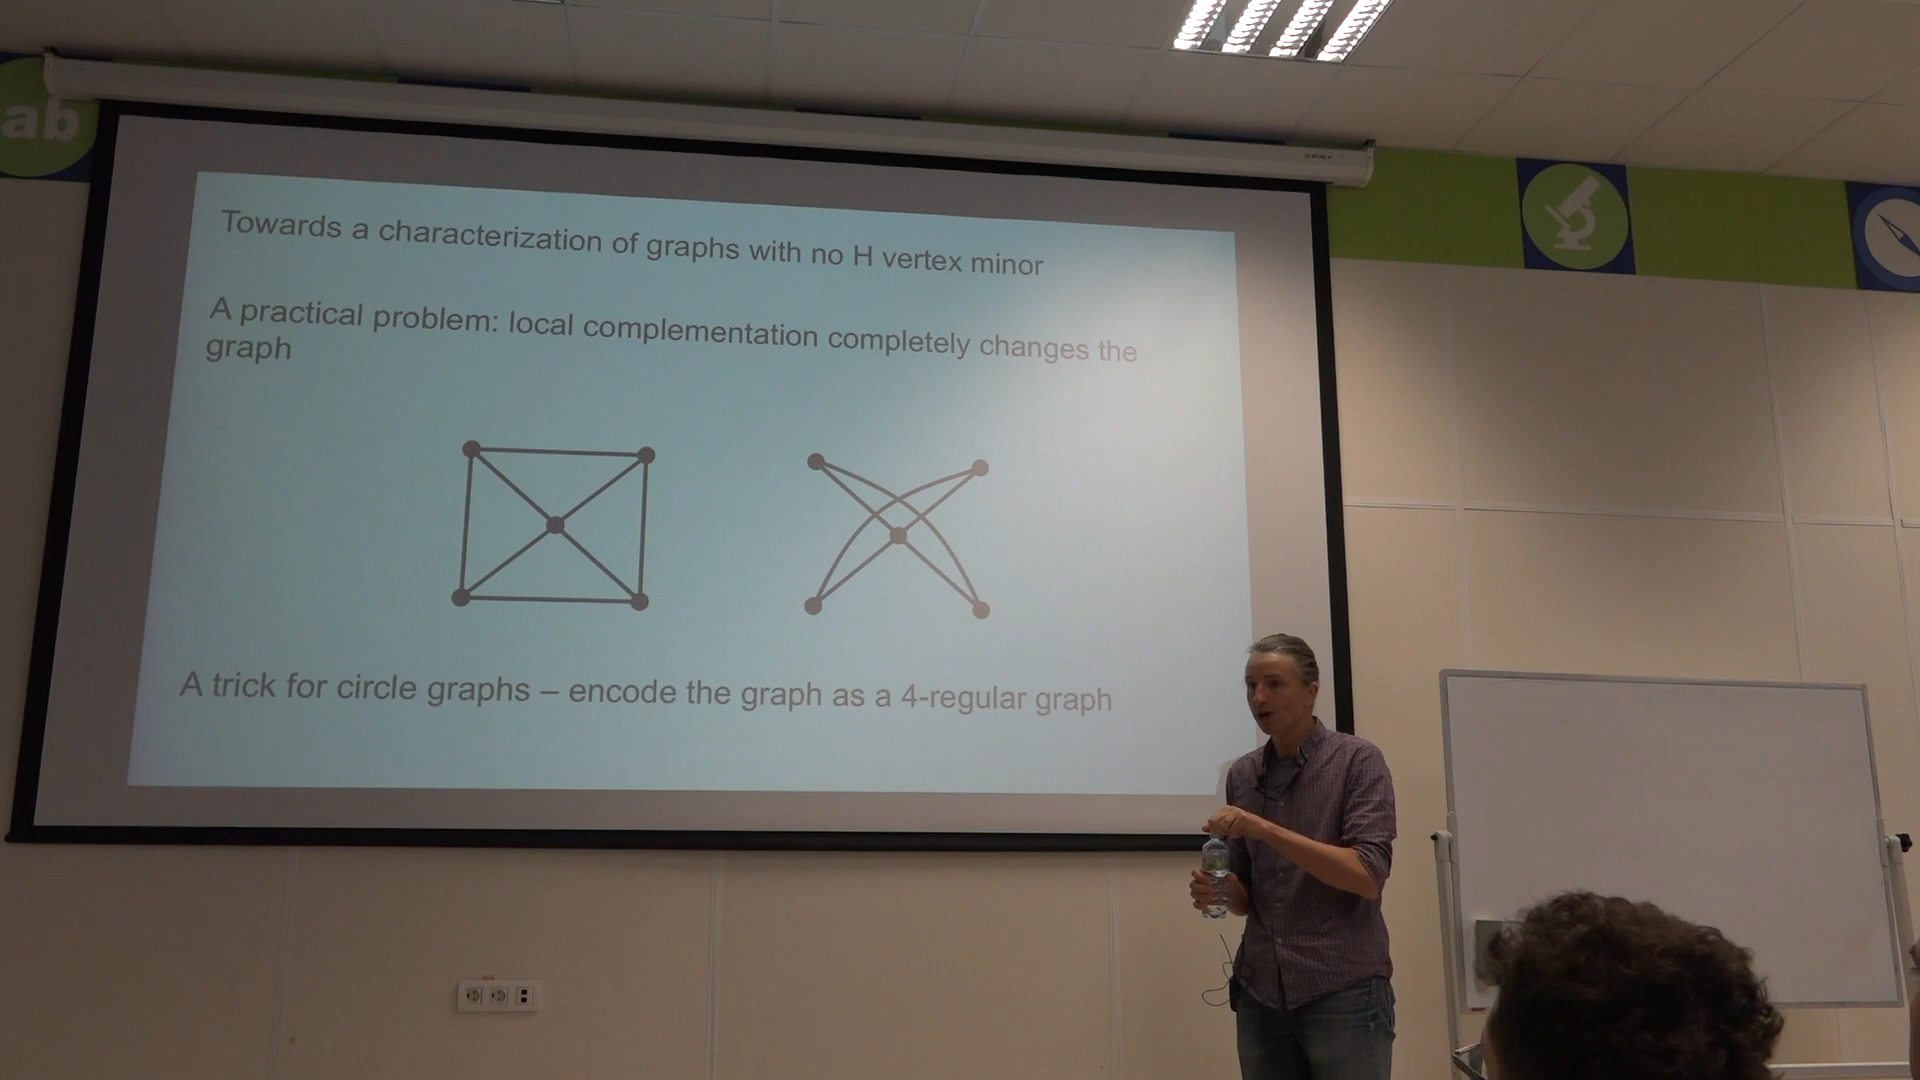 ab
Towards a characterization of graphs with no H vertex minor
A practical problem: local complementation completely changes the
graph
A trick for circle graphs – encode the graph as a 4-regular graph